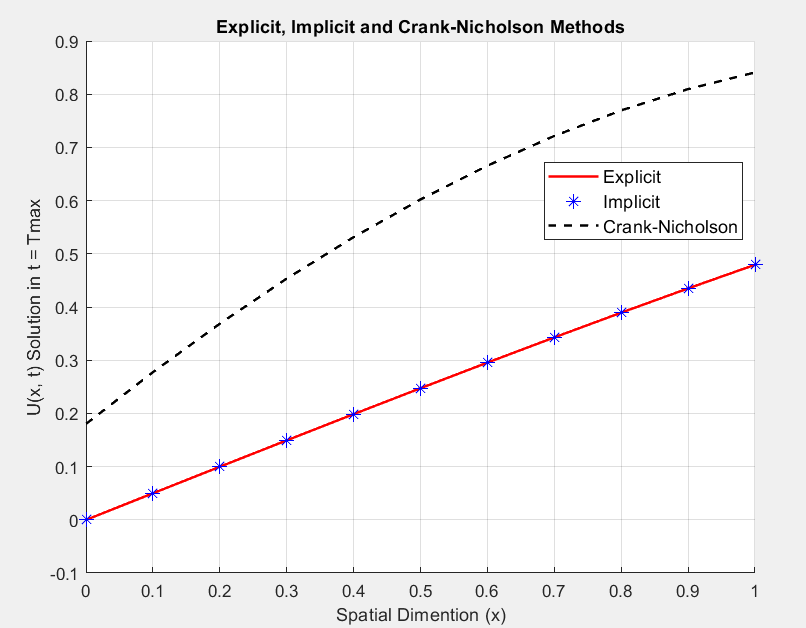 Explicit, Implicit and Crank-Nicholson Methods
0.9
0.8
0.7
0.6
0.5
0.4
0.3
0.2
0.1
0
-0.1
U(x, t) Solution in t = Tmax
Explicit
Implicit
Crank-Nicholson
0 0.1 0.2 0.3 0.4 0.5 0.6 0.7 0.8 0.9 1
Spatial Dimention (x)